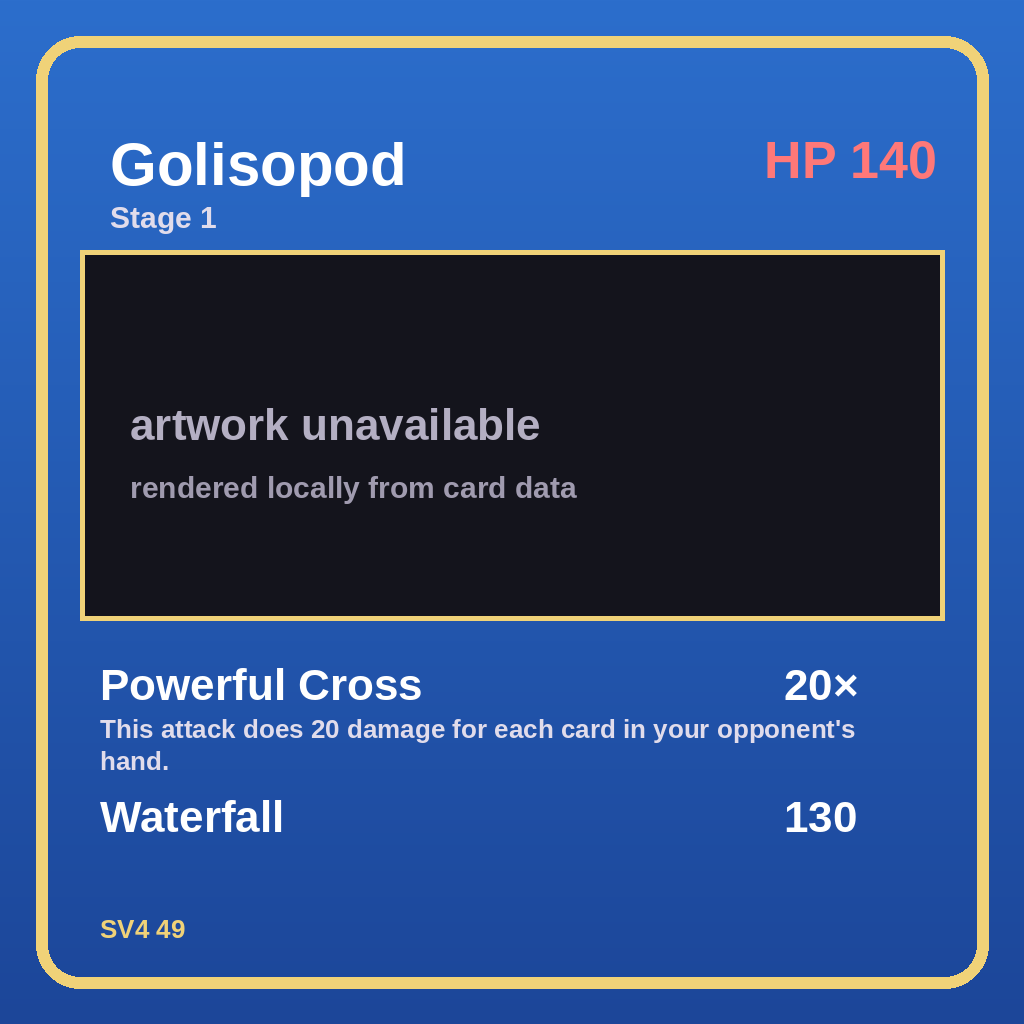 Golisopod
HP 140
Stage 1
artwork unavailable
rendered locally from card data
Powerful Cross 20×
This attack does 20 damage for each card in your opponent's
hand.
Waterfall 130
SV4 49